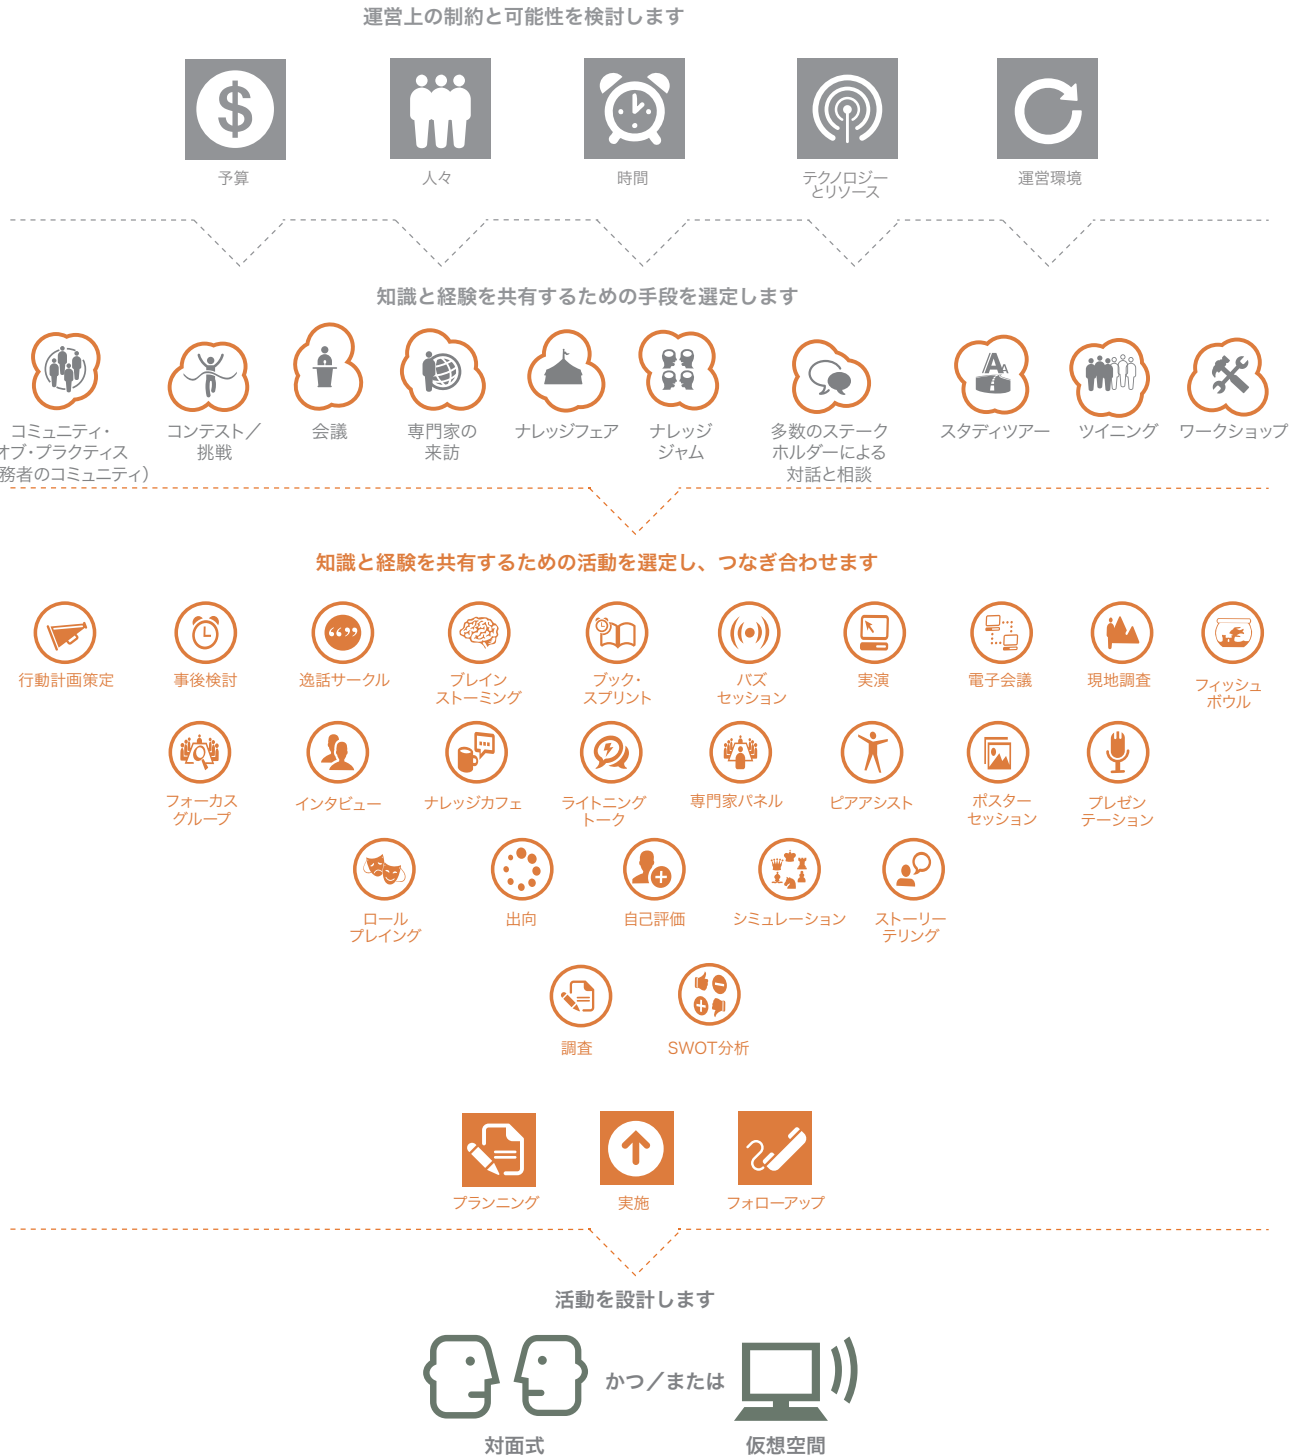 運営上の制約と可能性を検討します
$
予算
人々
時間
テクノロジー
とリソース
運営環境
知識と経験を共有するための手段を選定します
コミュニティ・
オブ・プラクティス
務者のコミュニティ)
コンテスト／
挑戦
会議
専門家の
来訪
ナレッジフェア
ナレッジ
ジャム
多数のステーク
ホルダーによる
対話と相談
A
A
スタディツアー
ツイニング
ワークショップ
知識と経験を共有するための活動を選定し、つなぎ合わせます
行動計画策定
事後検討
逸話サークル
ブレイン
ストーミング
ブック・
スプリント
バズ
セッション
実演
電子会議
現地調査
フィッシュ
ボウル
フォーカス
グループ
インタビュー
ナレッジカフェ
ライトニング
トーク
専門家パネル
ピアアシスト
ポスター
セッション
プレゼン
テーション
ロール
プレイング
出向
自己評価
シミュレーション
ストーリー
テリング
調査
SWOT分析
プランニング
実施
フォローアップ
活動を設計します
かつ／または
対面式
仮想空間